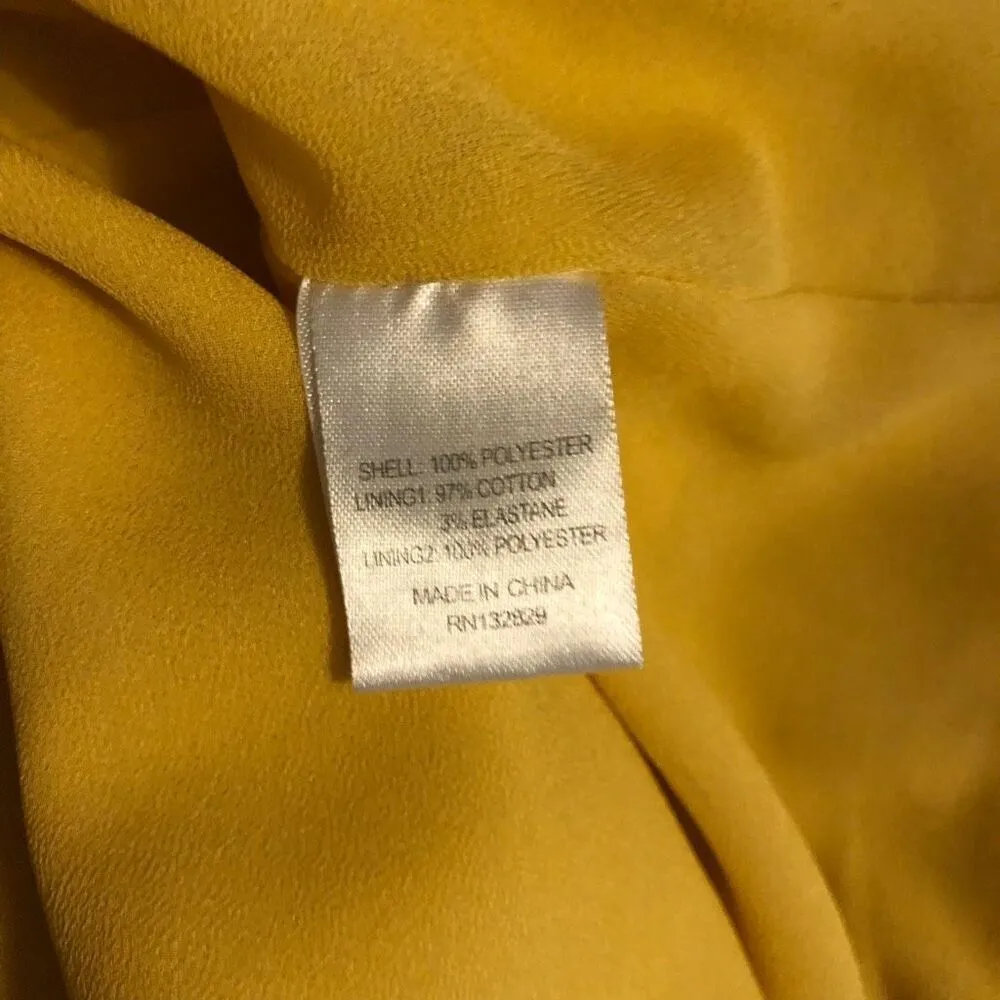 SHELL: 100% POLYESTER
LINING1: 97% COTTON
3% ELASTANE
LINING2: 100% POLYESTER
MADE IN CHINA
RN132829